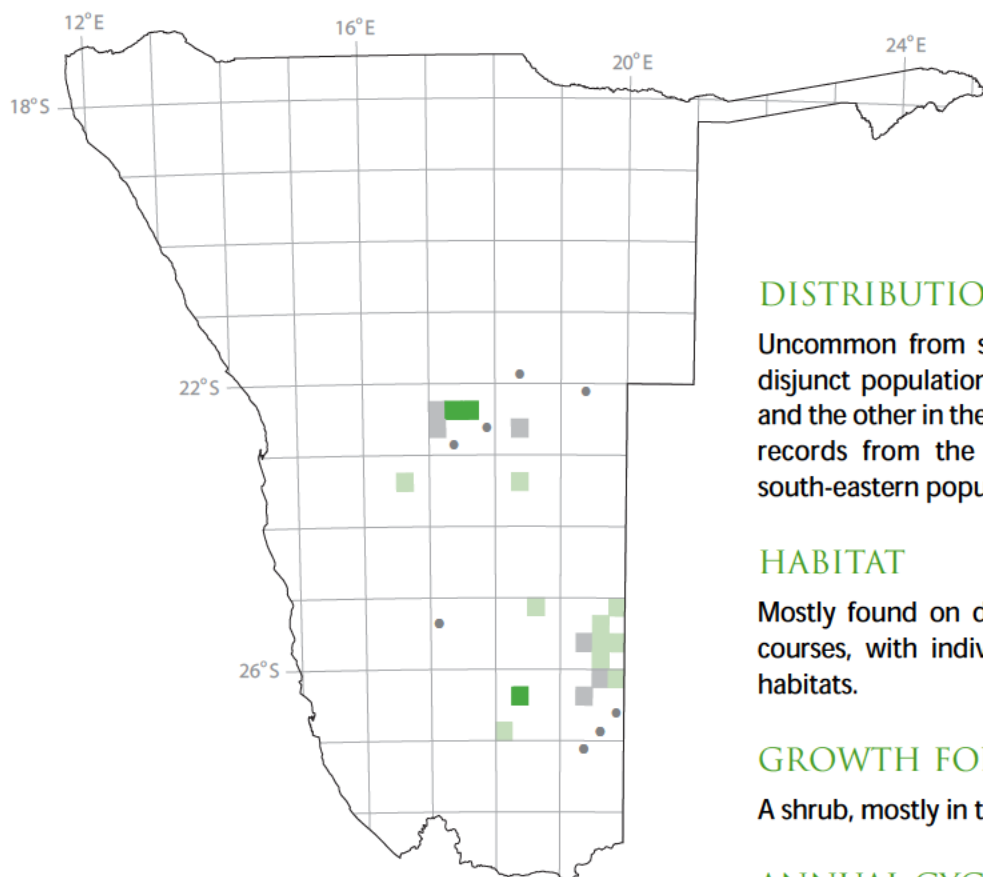 12°E
16°E
20°E
24°E
18°S
22°S
26°S
DISTRIBUTIO
Uncommon from s
disjunct population
and the other in the
records from the
south-eastern popu
HABITAT
Mostly found on d
courses, with indiv
habitats.
GROWTH FO
A shrub, mostly in t